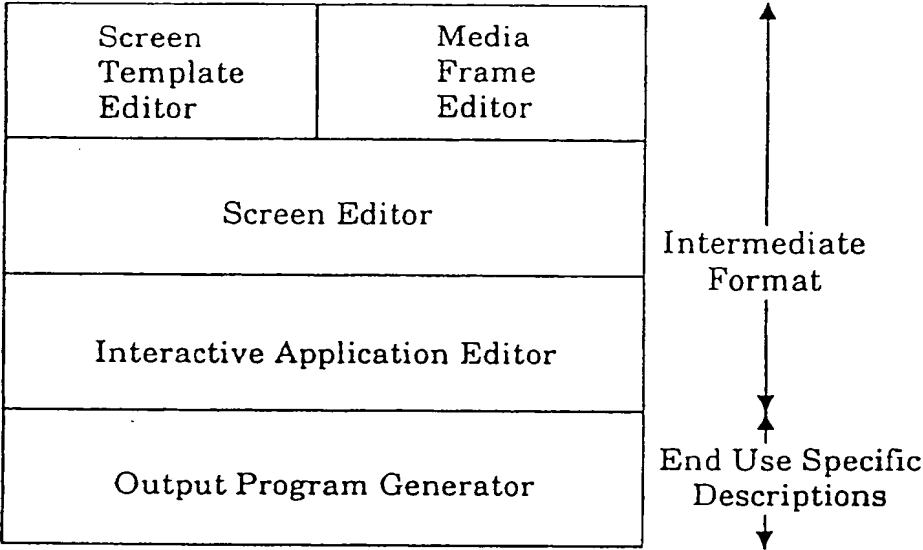 Screen
Template
Editor
Media
Frame
Editor
Screen Editor
Interactive Application Editor
Output Program Generator
Intermediate
Format
End Use Specific
Descriptions